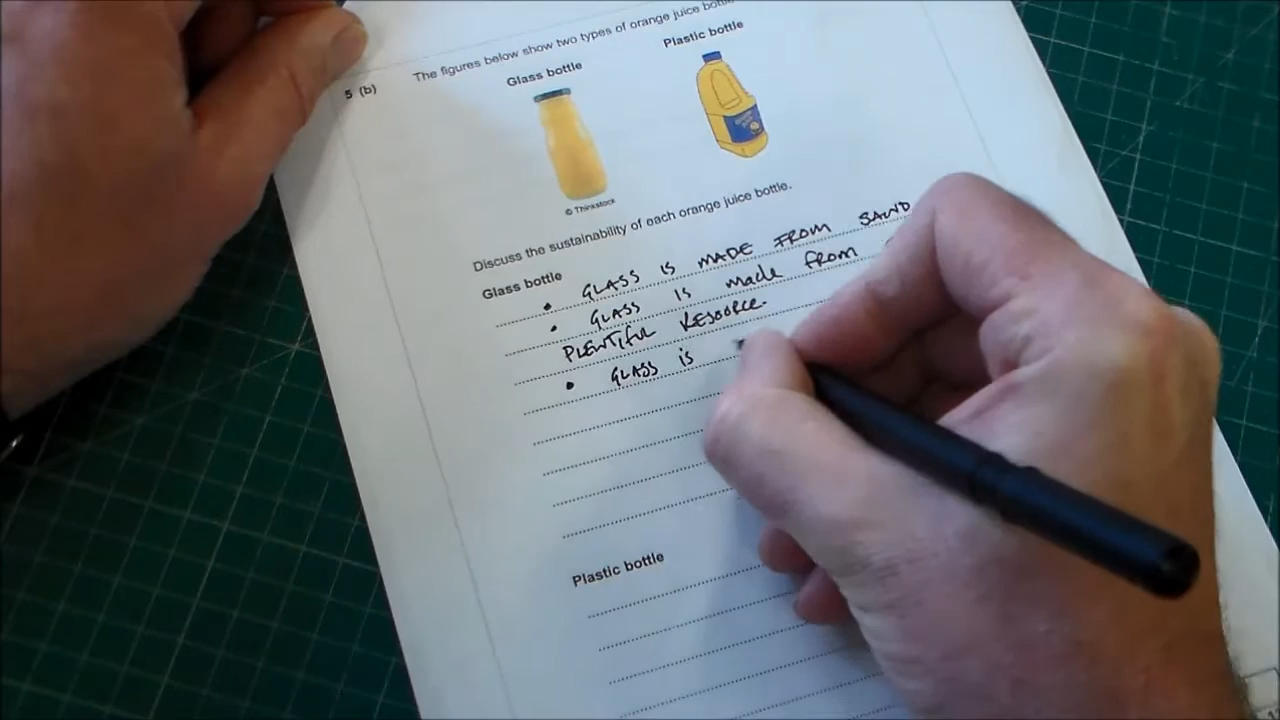 The figures below show two types of orange juice bottle
5 (b)
Glass bottle
Plastic bottle
© Thinkstock
Discuss the sustainability of each orange juice bottle.
Glass bottle
• GLASS IS MADE FROM SAND
• GLASS IS made from
PLENTIFUL RESOURCE.
• GLASS IS
Plastic bottle